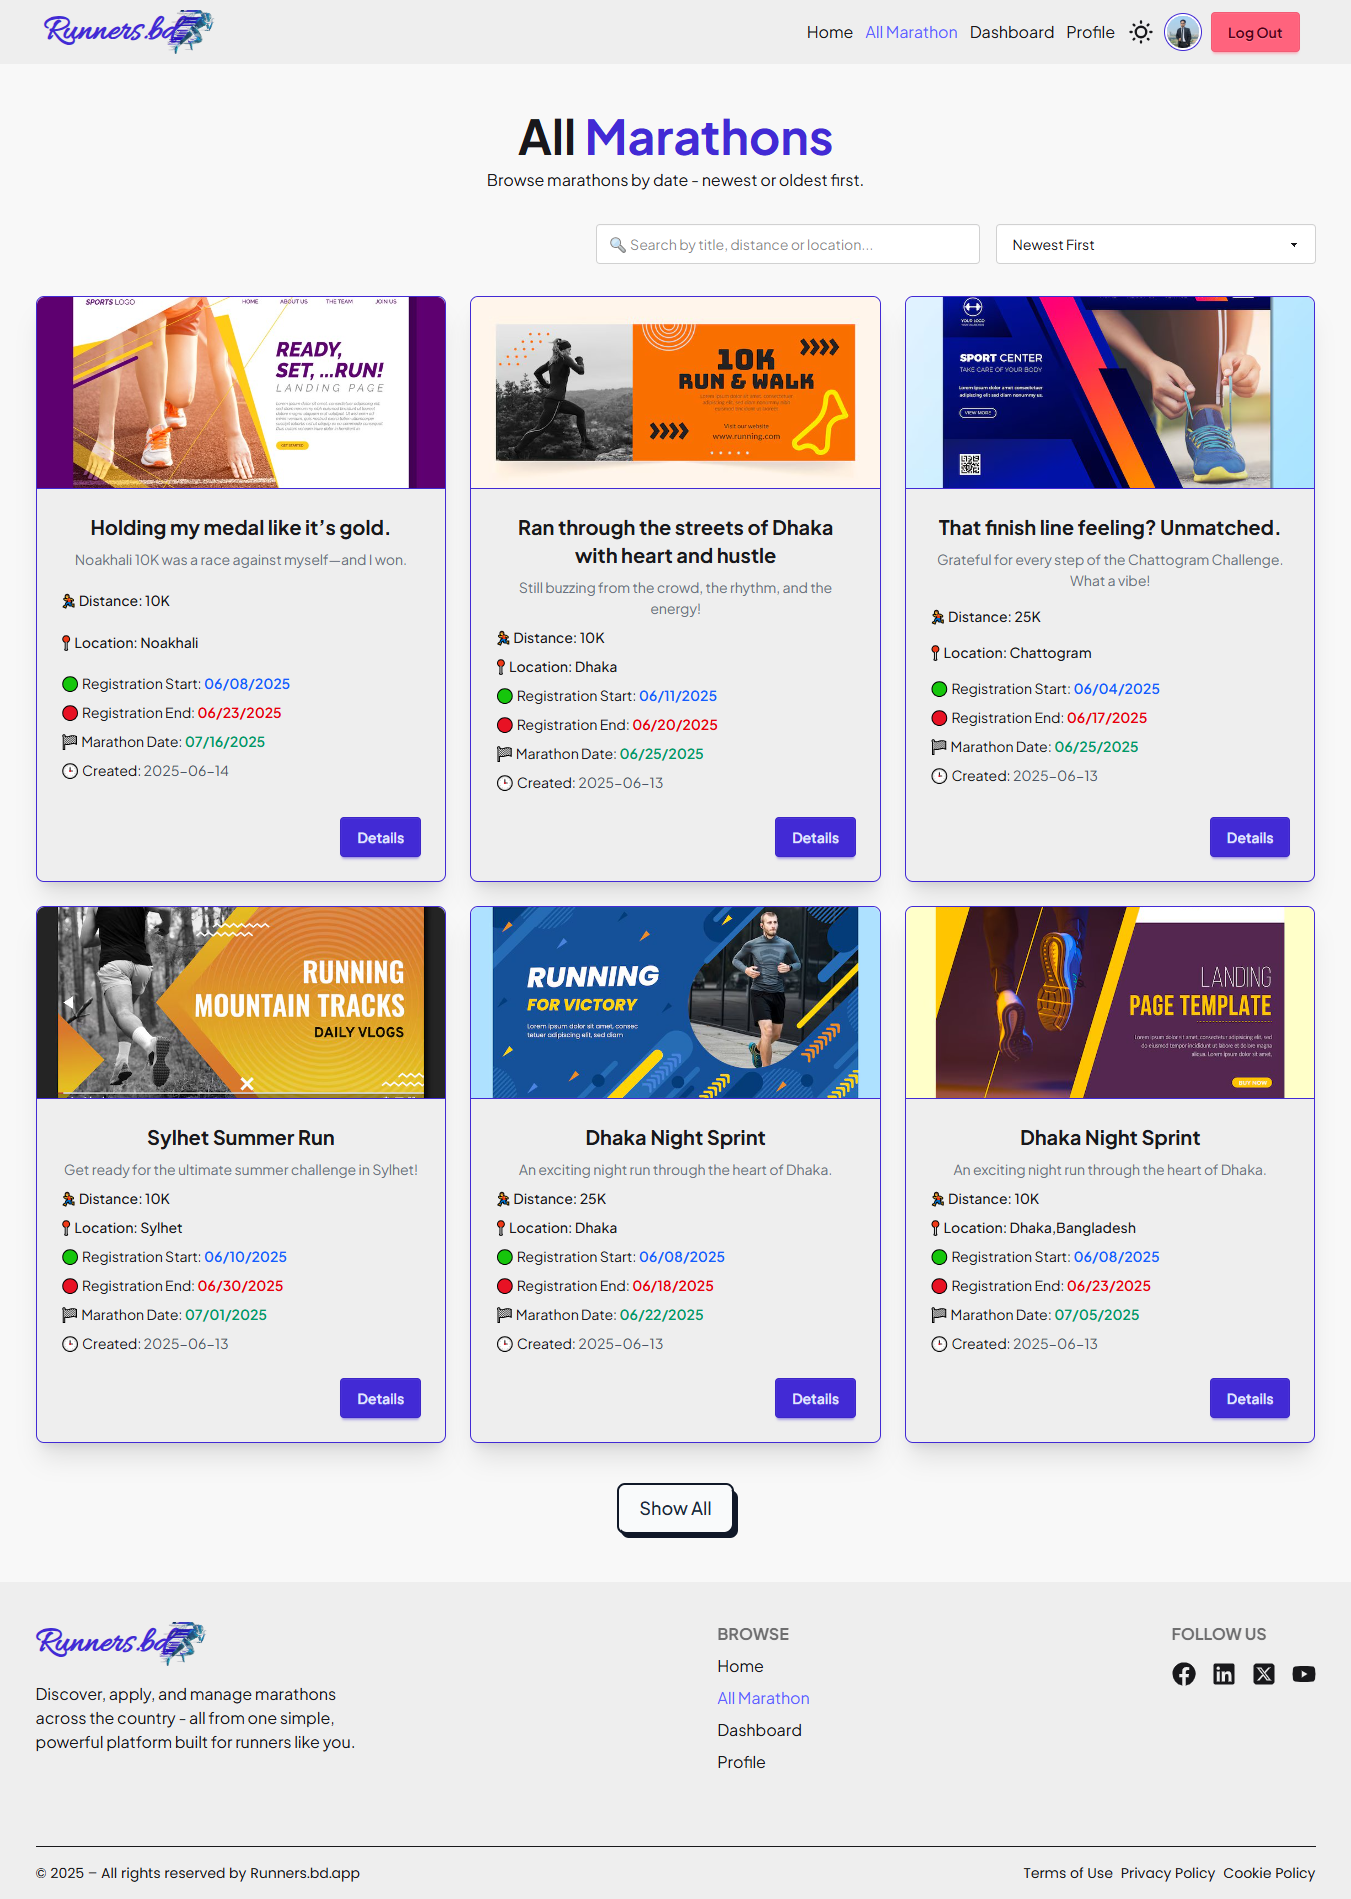 Runners.bd
Home All Marathon Dashboard Profile Log Out
All Marathons
Browse marathons by date - newest or oldest first.
Search by title, distance or location...
Newest First
SPORTS LOGO
HOME ABOUT US THE TEAM JOIN US
READY,
SET, ...RUN!
LANDING PAGE
GET STARTED
10K
RUN & WALK
Visit our website
www.running.com
YOUR LOGO
SPORT CENTER
TAKE CARE OF YOUR BODY
Lorem ipsum dolor amet consectetuer
adipiscing elit, sed diam nonummy us.
VIEW MORE
Holding my medal like it’s gold.
Noakhali 10K was a race against myself—and I won.
Distance: 10K
Location: Noakhali
Registration Start: 06/08/2025
Registration End: 06/23/2025
Marathon Date: 07/16/2025
Created: 2025-06-14
Details
Ran through the streets of Dhaka
with heart and hustle
Still buzzing from the crowd, the rhythm, and the
energy!
Distance: 10K
Location: Dhaka
Registration Start: 06/11/2025
Registration End: 06/20/2025
Marathon Date: 06/25/2025
Created: 2025-06-13
Details
That finish line feeling? Unmatched.
Grateful for every step of the Chattogram Challenge.
What a vibe!
Distance: 25K
Location: Chattogram
Registration Start: 06/04/2025
Registration End: 06/17/2025
Marathon Date: 06/25/2025
Created: 2025-06-13
Details
RUNNING
MOUNTAIN TRACKS
DAILY VLOGS
RUNNING
FOR VICTORY
Lorem ipsum dolor sit amet, consec
tetuer adipiscing elit, sed diam
LANDING
PAGE TEMPLATE
BUY NOW
Sylhet Summer Run
Get ready for the ultimate summer challenge in Sylhet!
Distance: 10K
Location: Sylhet
Registration Start: 06/10/2025
Registration End: 06/30/2025
Marathon Date: 07/01/2025
Created: 2025-06-13
Details
Dhaka Night Sprint
An exciting night run through the heart of Dhaka.
Distance: 25K
Location: Dhaka
Registration Start: 06/08/2025
Registration End: 06/18/2025
Marathon Date: 06/22/2025
Created: 2025-06-13
Details
Dhaka Night Sprint
An exciting night run through the heart of Dhaka.
Distance: 10K
Location: Dhaka,Bangladesh
Registration Start: 06/08/2025
Registration End: 06/23/2025
Marathon Date: 07/05/2025
Created: 2025-06-13
Details
Show All
Runners.bd
Discover, apply, and manage marathons
across the country - all from one simple,
powerful platform built for runners like you.
BROWSE
Home
All Marathon
Dashboard
Profile
FOLLOW US
© 2025 – All rights reserved by Runners.bd.app
Terms of Use Privacy Policy Cookie Policy